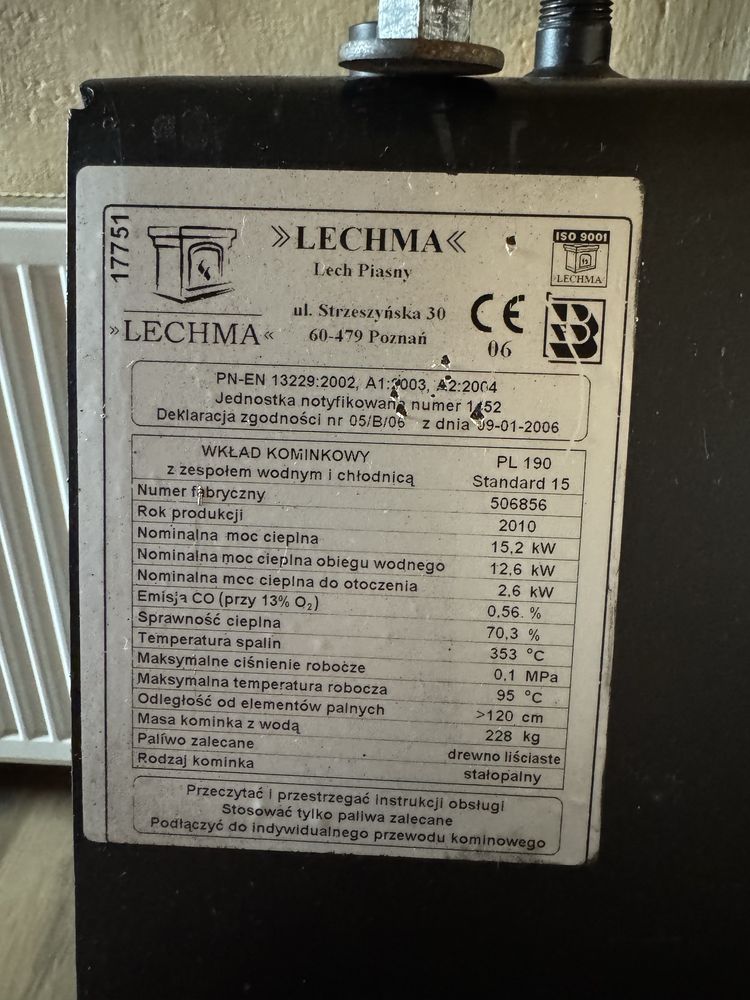 17751
»LECHMA«
»LECHMA«
Lech Piasny
ul. Strzeszyńska 30
60-479 Poznań
ISO 9001
LECHMA
CE
06
B
PN-EN 13229:2002, A1:2003, A2:2004
Jednostka notyfikowana numer 1452
Deklaracja zgodności nr 05/B/06 z dnia 09-01-2006
WKŁAD KOMINKOWY
z zespołem wodnym i chłodnicą
PL 190
Standard 15
Numer fabryczny 506856
Rok produkcji 2010
Nominalna moc cieplna 15,2 kW
Nominalna moc cieplna obiegu wodnego 12,6 kW
Nominalna moc cieplna do otoczenia 2,6 kW
Emisja CO (przy 13% O₂) 0,56. %
Sprawność cieplna 70,3 %
Temperatura spalin 353 °C
Maksymalne ciśnienie robocze 0,1 MPa
Maksymalna temperatura robocza 95 °C
Odległość od elementów palnych >120 cm
Masa kominka z wodą 228 kg
Paliwo zalecane drewno liściaste
Rodzaj kominka stałopalny
Przeczytać i przestrzegać instrukcji obsługi
Stosować tylko paliwa zalecane
Podłączyć do indywidualnego przewodu kominowego